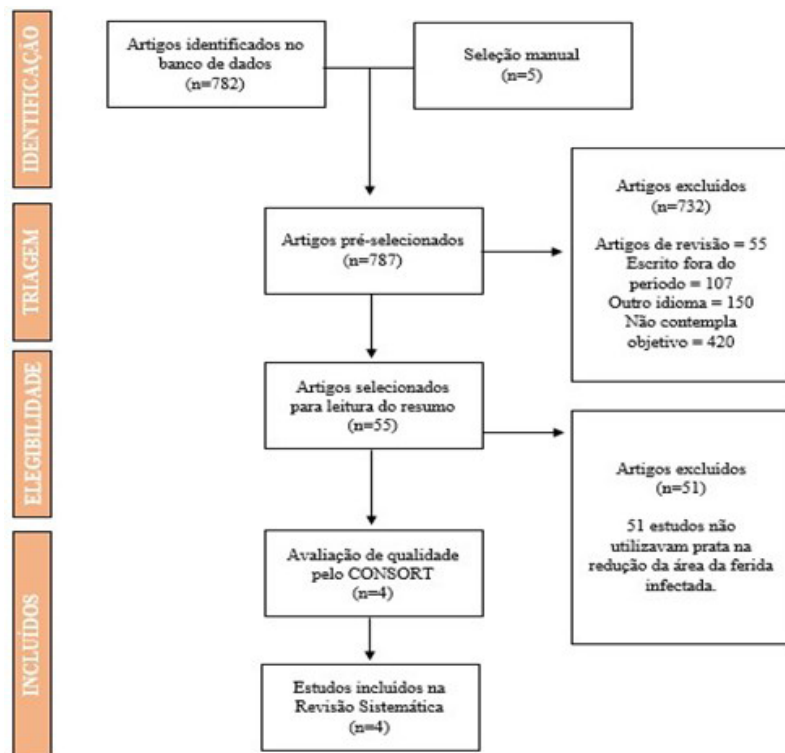 IDENTIFICAÇÃO
Artigos identificados no
banco de dados
(n=782)
Seleção manual
(n=5)
TRIAGEM
Artigos pré-selecionados
(n=787)
Artigos excluídos
(n=732)
Artigos de revisão = 55
Escrito fora do
período = 107
Outro idioma = 150
Não contempla
objetivo = 420
ELEGIBILIDADE
Artigos selecionados
para leitura do resumo
(n=55)
Artigos excluídos
(n=51)
51 estudos não
utilizavam prata na
redução da área da ferida
infectada.
INCLUÍDOS
Avaliação de qualidade
pelo CONSORT
(n=4)
Estudos incluídos na
Revisão Sistemática
(n=4)